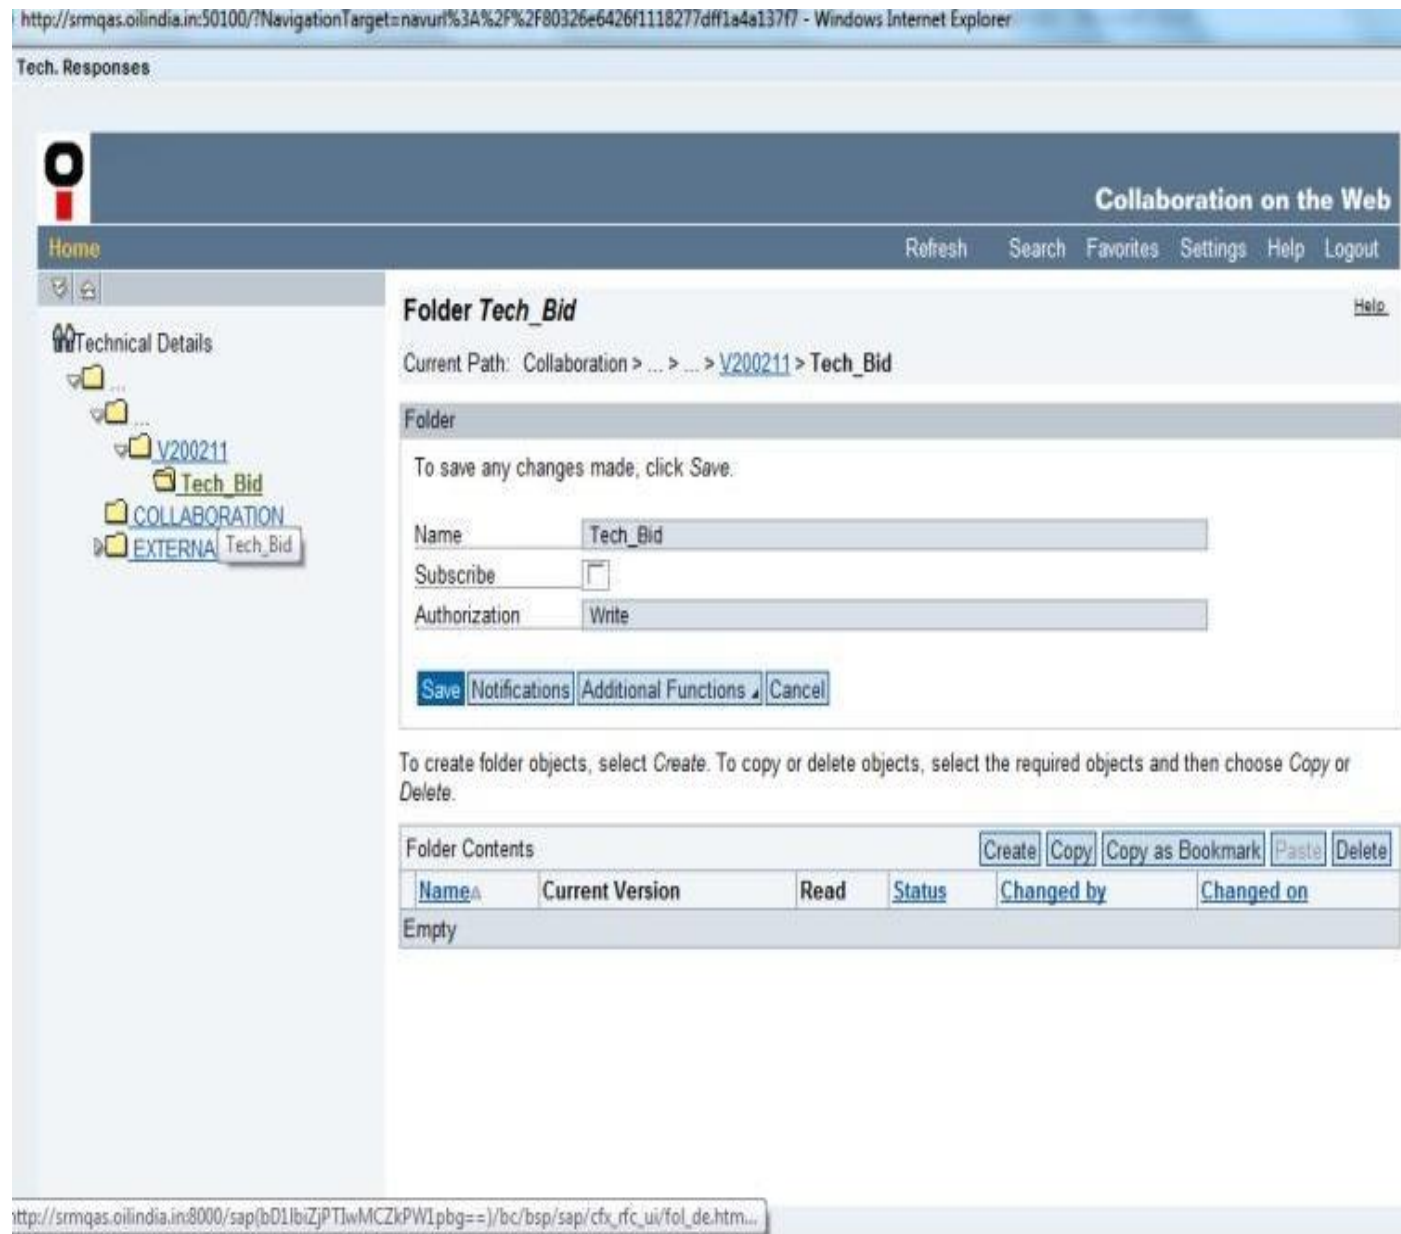 http://srmqas.oilindia.in:50100/?NavigationTarget=navurl%3A%2F%2F80326e6426f1118277dff1a4a137f7 - Windows Internet Explorer
Tech. Responses
Collaboration on the Web
Home Refresh Search Favorites Settings Help Logout
Folder Tech_Bid Help
Technical Details
Current Path: Collaboration > ... > ... > V200211 > Tech_Bid
...
...
V200211
Tech_Bid
COLLABORATION
EXTERNA Tech_Bid
Folder
To save any changes made, click Save.
Name Tech_Bid
Subscribe
Authorization Write
Save Notifications Additional Functions Cancel
To create folder objects, select Create. To copy or delete objects, select the required objects and then choose Copy or
Delete.
Folder Contents Create Copy Copy as Bookmark Paste Delete
Name Current Version Read Status Changed by Changed on
Empty
http://srmqas.oilindia.in:8000/sap(bD1lbiZjPTIwMCZkPW1pbg==)/bc/bsp/sap/cfx_rfc_ui/fol_de.htm...